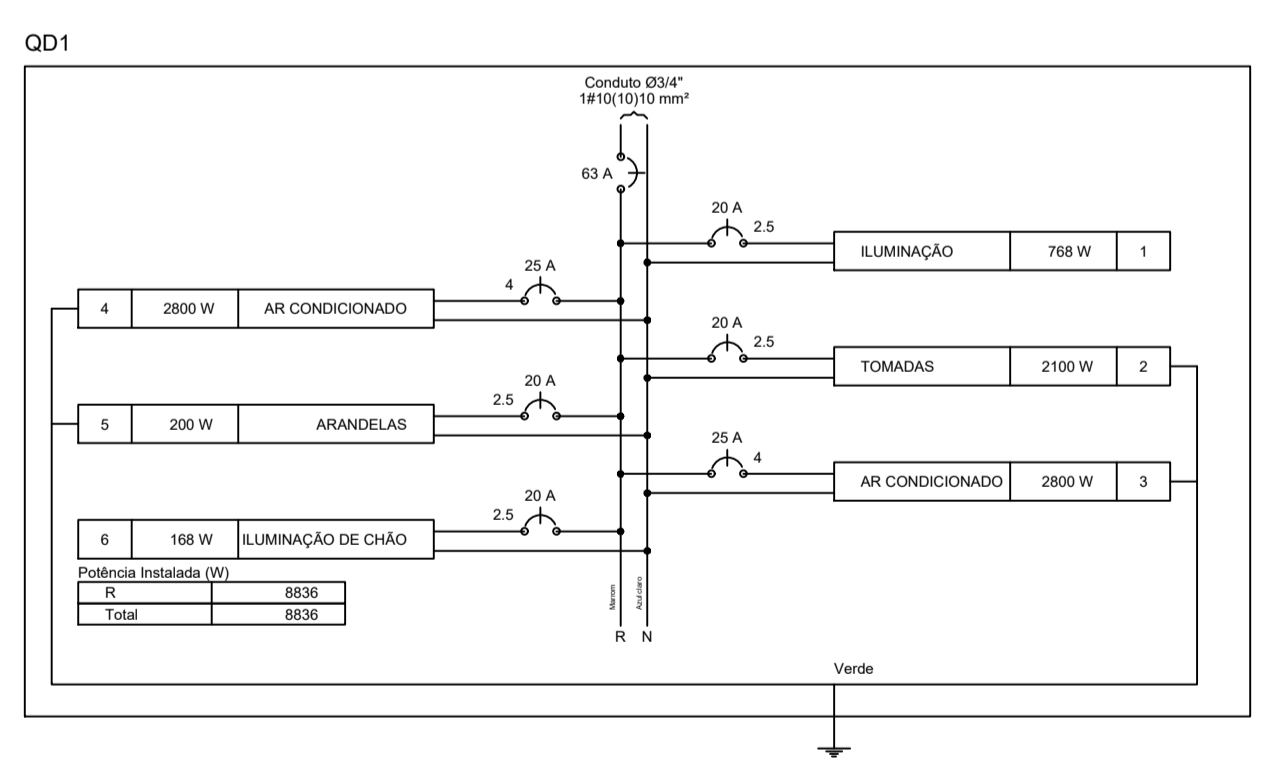 QD1
Conduto Ø3/4"
1#10(10)10 mm²
63 A
20 A
2.5
ILUMINAÇÃO 768 W 1
25 A
4
4 2800 W AR CONDICIONADO
20 A
2.5
TOMADAS 2100 W 2
20 A
2.5
5 200 W ARANDELAS
25 A
4
AR CONDICIONADO 2800 W 3
20 A
2.5
6 168 W ILUMINAÇÃO DE CHÃO
Potência Instalada (W)
R 8836
Total 8836
Marrom
Azul claro
R N
Verde